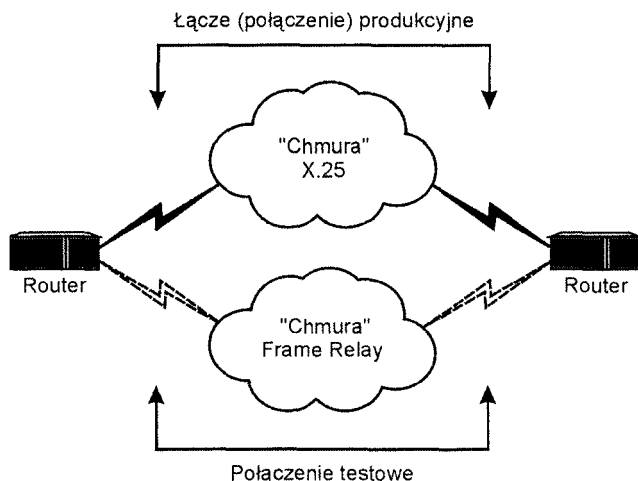 Łącze (połączenie) produkcyjne
"Chmura"
X.25
Router
Router
"Chmura"
Frame Relay
Połaczenie testowe